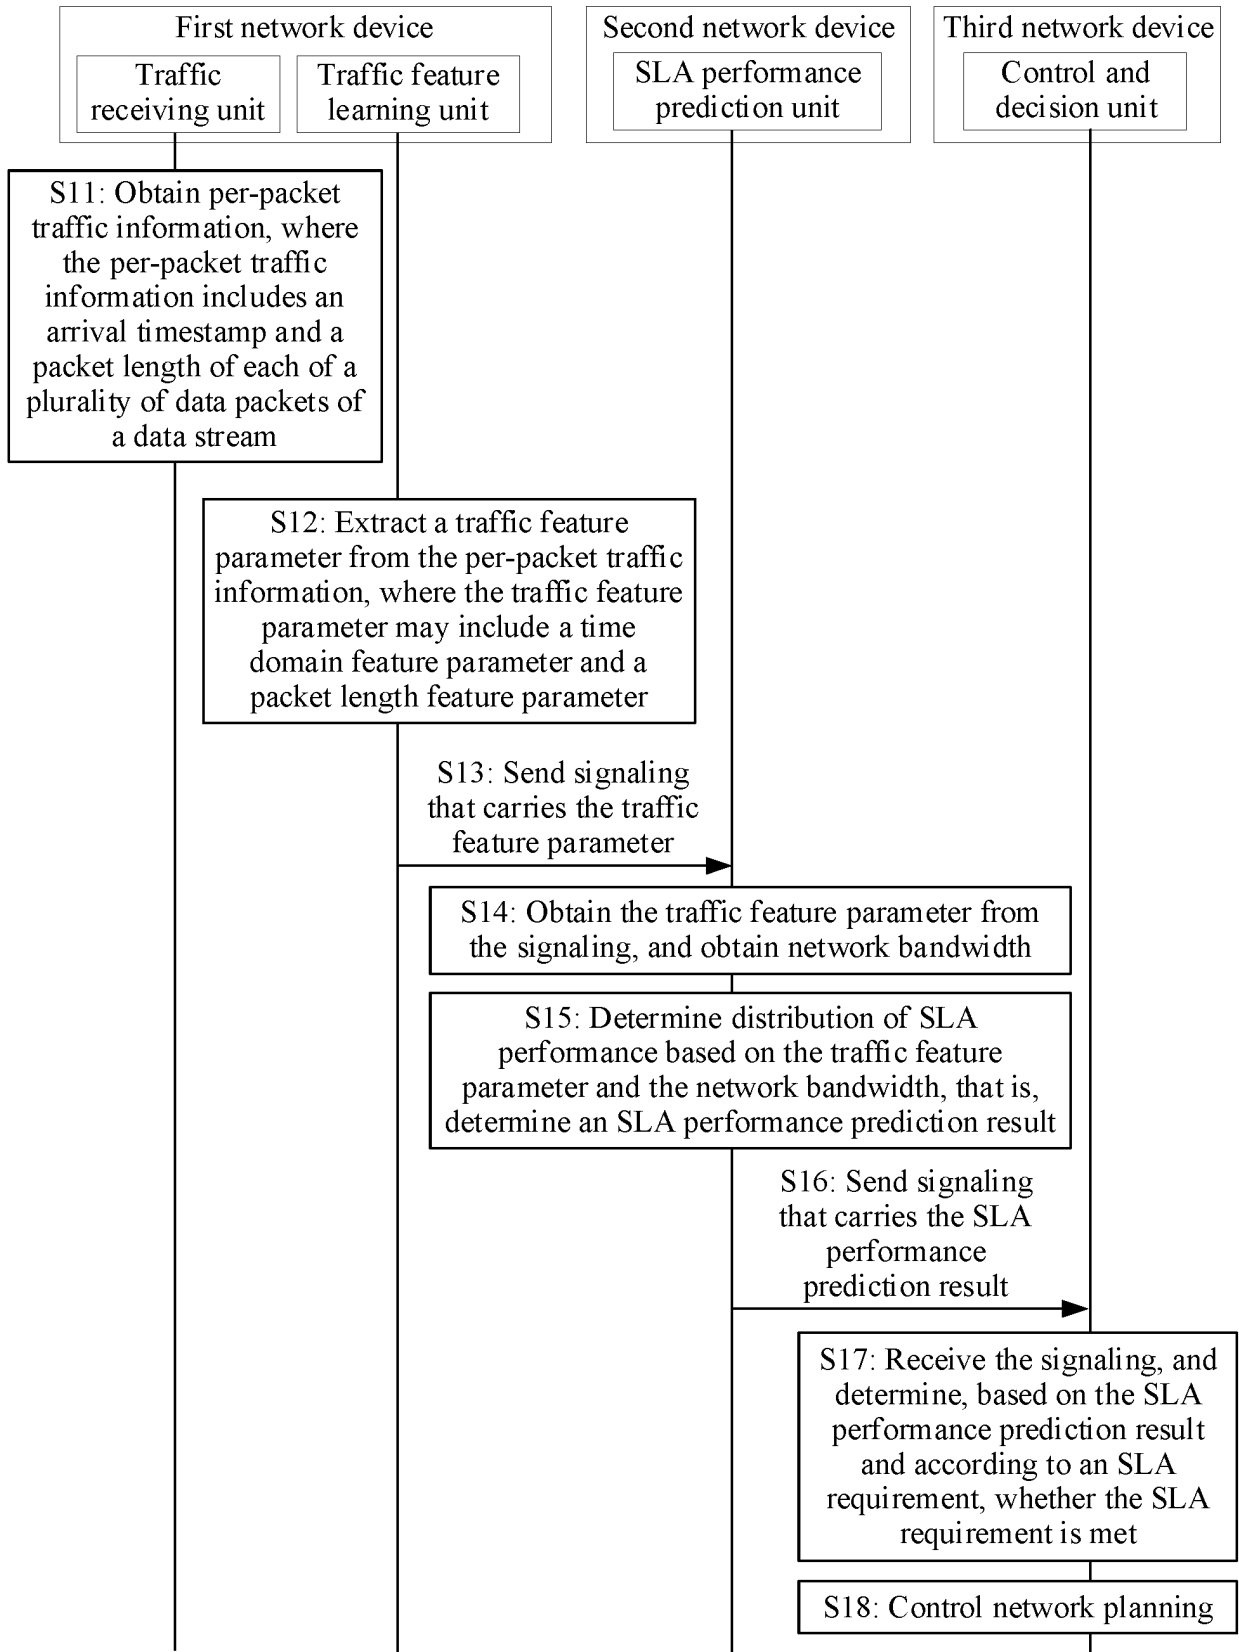 First network device
Second network device
Third network device
Traffic
receiving unit
Traffic feature
learning unit
SLA performance
prediction unit
Control and
decision unit
S11: Obtain per-packet
traffic information, where
the per-packet traffic
information includes an
arrival timestamp and a
packet length of each of a
plurality of data packets of
a data stream
S12: Extract a traffic feature
parameter from the per-packet traffic
information, where the traffic feature
parameter may include a time
domain feature parameter and a
packet length feature parameter
S13: Send signaling
that carries the traffic
feature parameter
S14: Obtain the traffic feature parameter from
the signaling, and obtain network bandwidth
S15: Determine distribution of SLA
performance based on the traffic feature
parameter and the network bandwidth, that is,
determine an SLA performance prediction result
S16: Send signaling
that carries the SLA
performance
prediction result
S17: Receive the signaling, and
determine, based on the SLA
performance prediction result
and according to an SLA
requirement, whether the SLA
requirement is met
S18: Control network planning